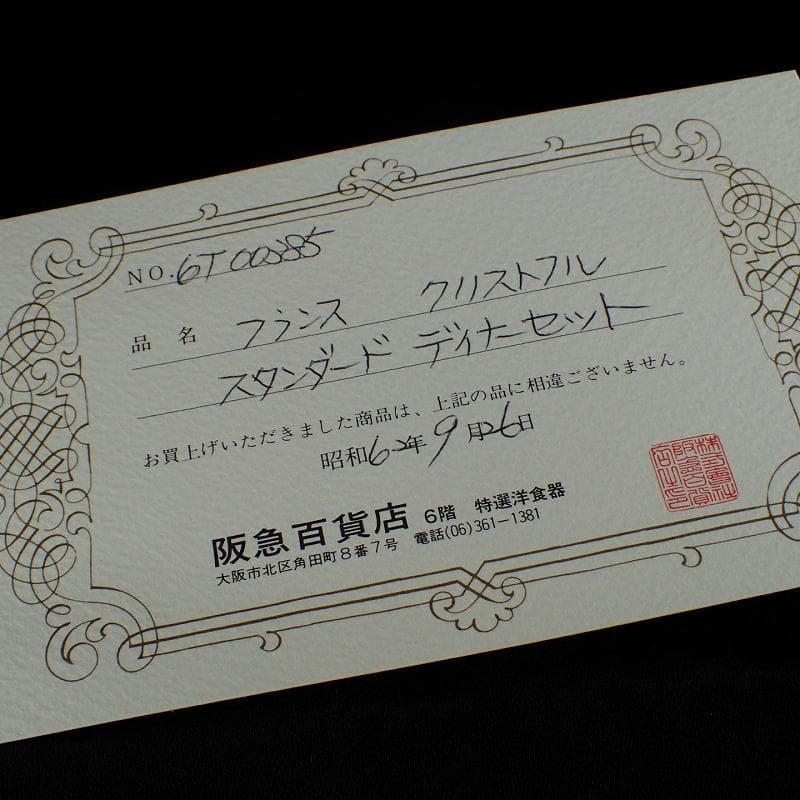 NO. 6T00285
品 名 フランス クリストフル
スタンダード ディナーセット
お買上げいただきました商品は、上記の品に相違ございません。
昭和62年9月26日
阪急百貨店 6階 特選洋食器
大阪市北区角田町8番7号 電話(06)361-1381